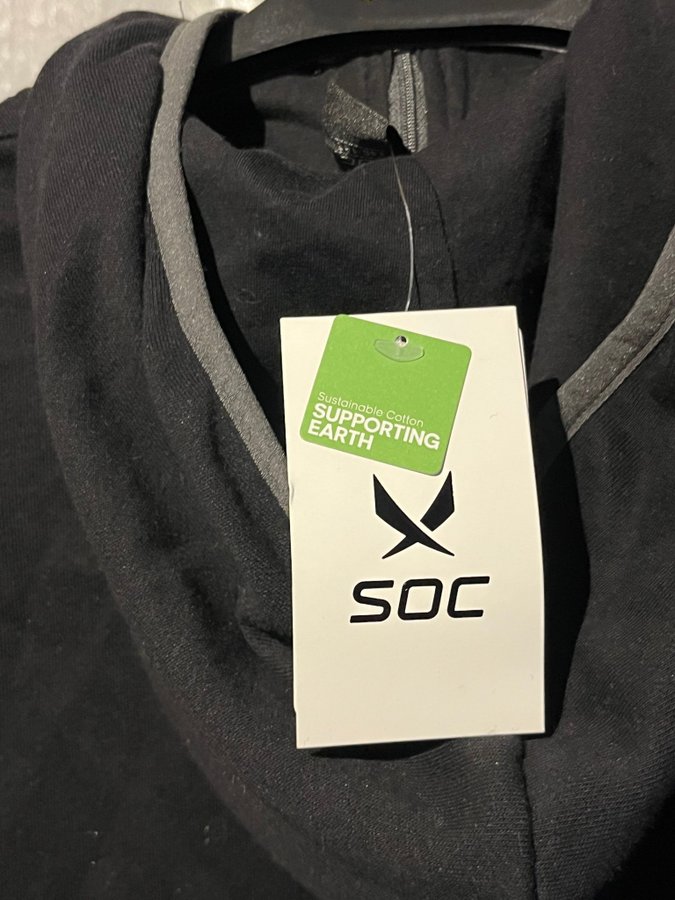 Sustainable Cotton
SUPPORTING
EARTH
SOC